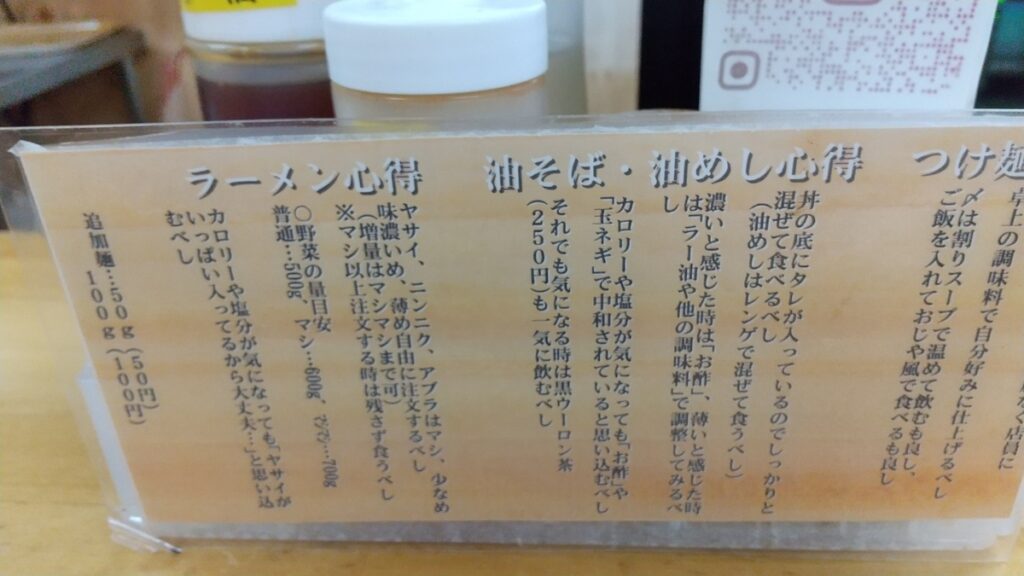 つけ麺
店員に
卓上の調味料で自分好みに仕上げるべし
〆は割りスープで温めて飲むも良し、
ご飯を入れておじや風で食べるも良し
油そば・油めし心得
丼の底にタレが入っているのでしっかりと
混ぜて食べるべし
(油めしはレンゲで混ぜて食うべし)
濃いと感じた時は「お酢」、薄いと感じた時
は「ラー油や他の調味料」で調整してみるべ
し
カロリーや塩分が気になっても「お酢」や
「玉ネギ」で中和されていると思い込むべし
それでも気になる時は黒ウーロン茶
(250円)も一気に飲むべし
ラーメン心得
ヤサイ、ニンニク、アブラはマシ、少なめ
味濃いめ、薄め自由に注文するべし
(増量はマシマシまで可)
※マシ以上注文する時は残さず食うべし
〇野菜の量目安
普通…500g、マシ…600g、ママ…700g
カロリーや塩分が気になっても「ヤサイが
いっぱい入ってるから大丈夫…」と思い込
むべし
追加麺…50g(50円)
100g(100円)